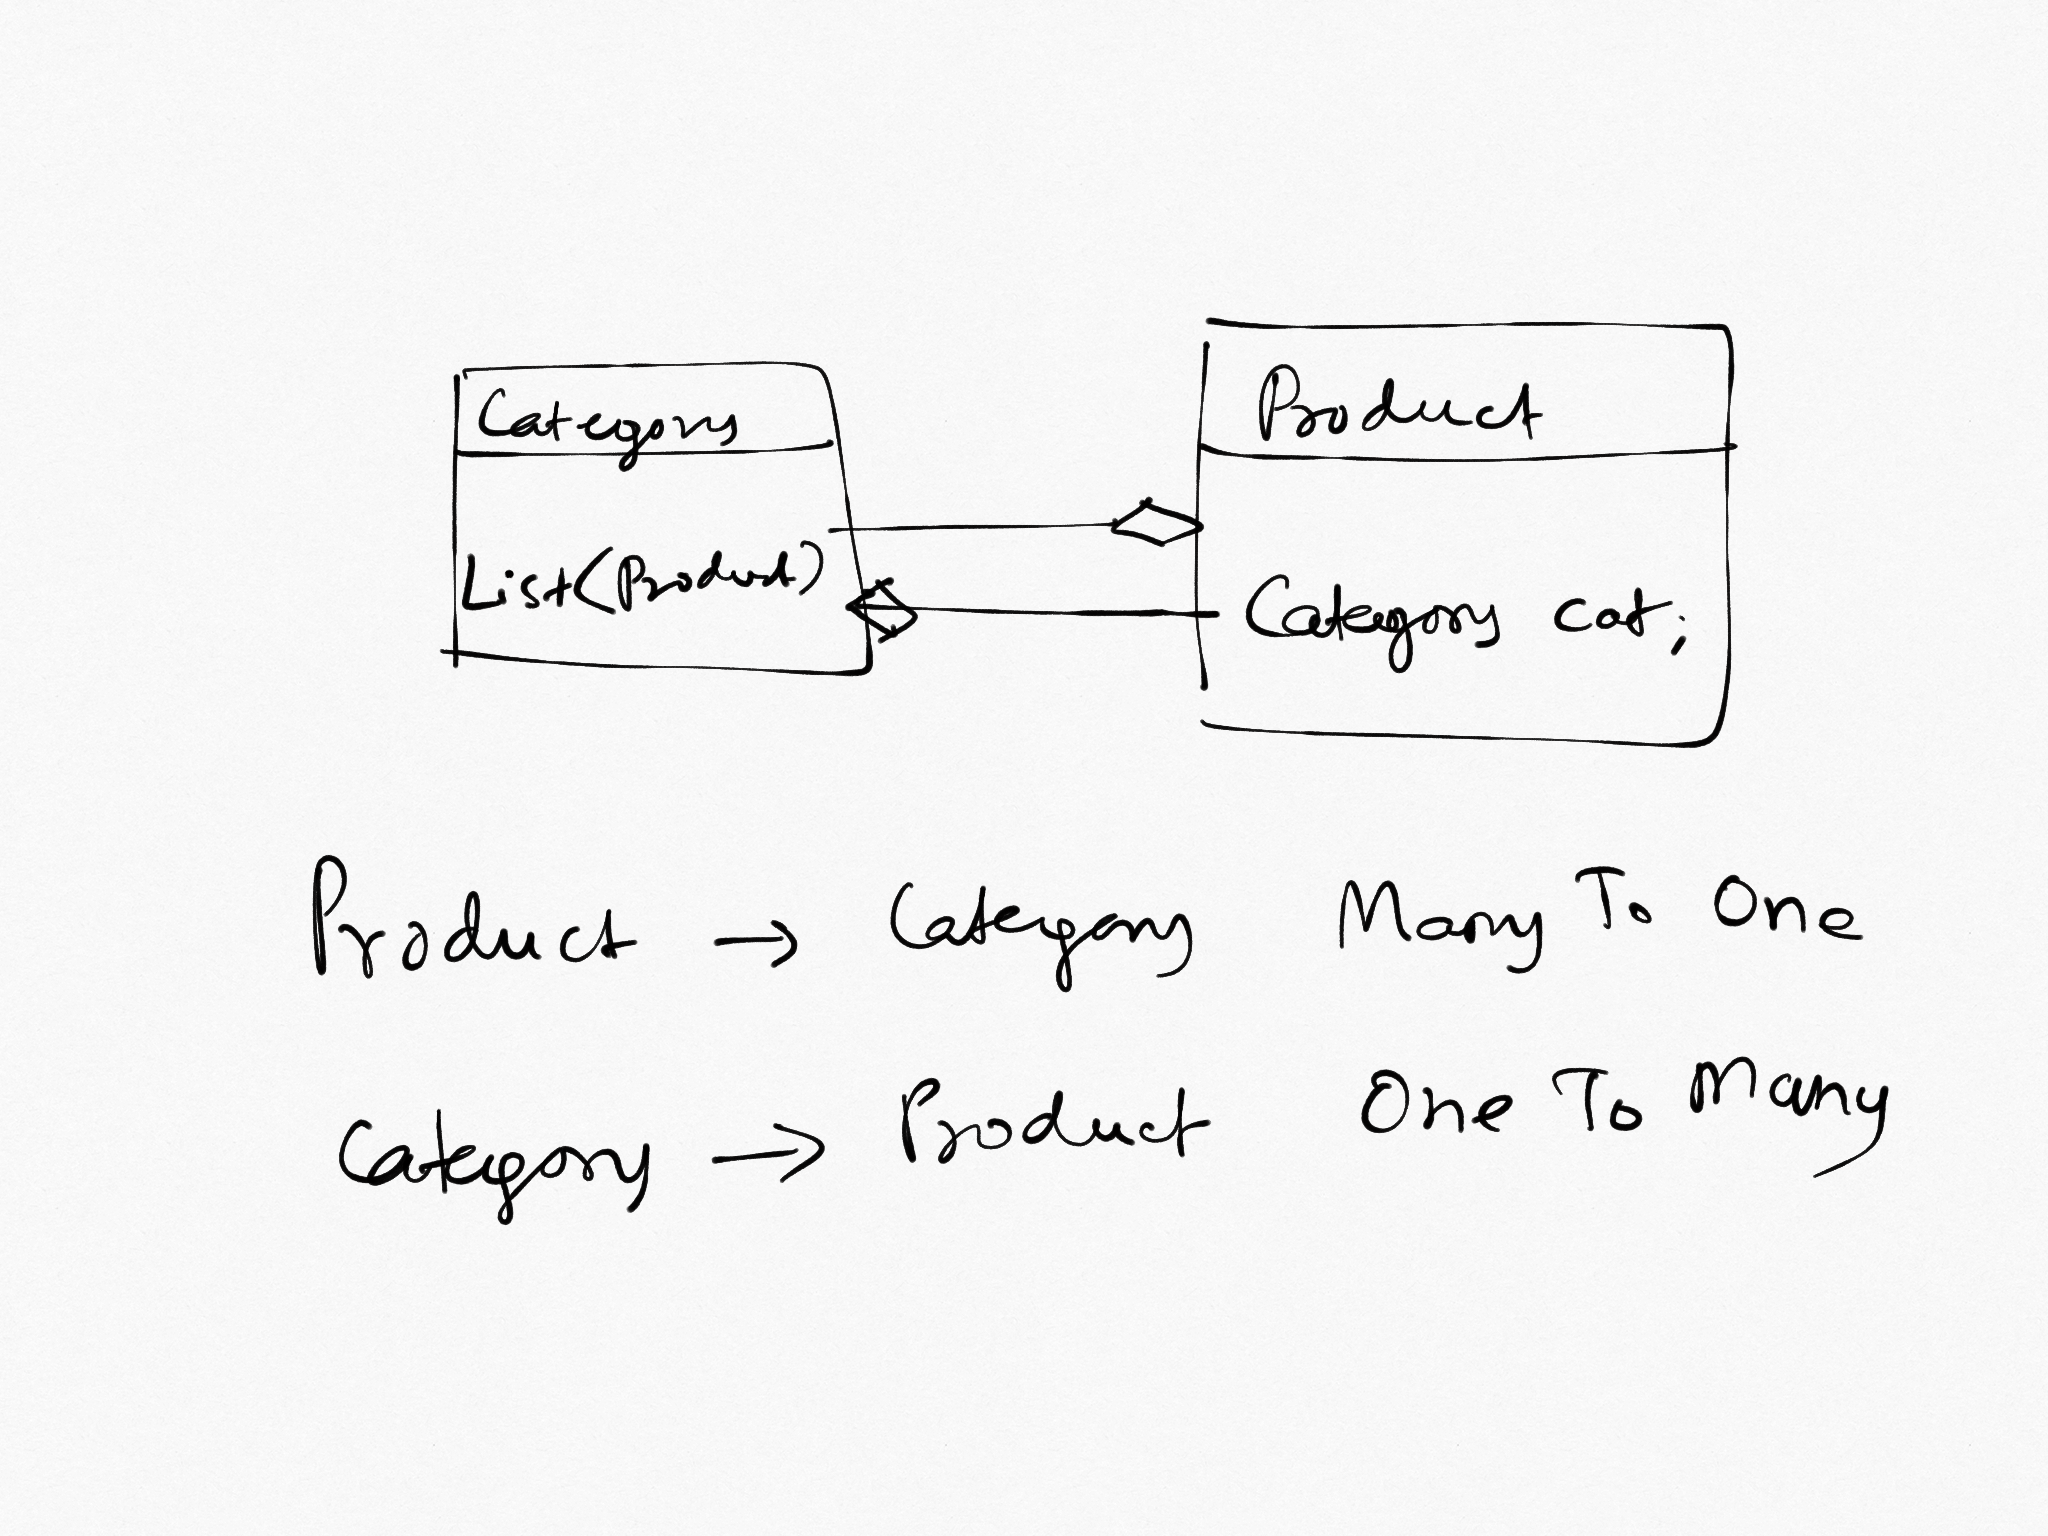 Category
List(Product)
Product
Category cat;
Product → Category Many To One
Category → Product One To Many